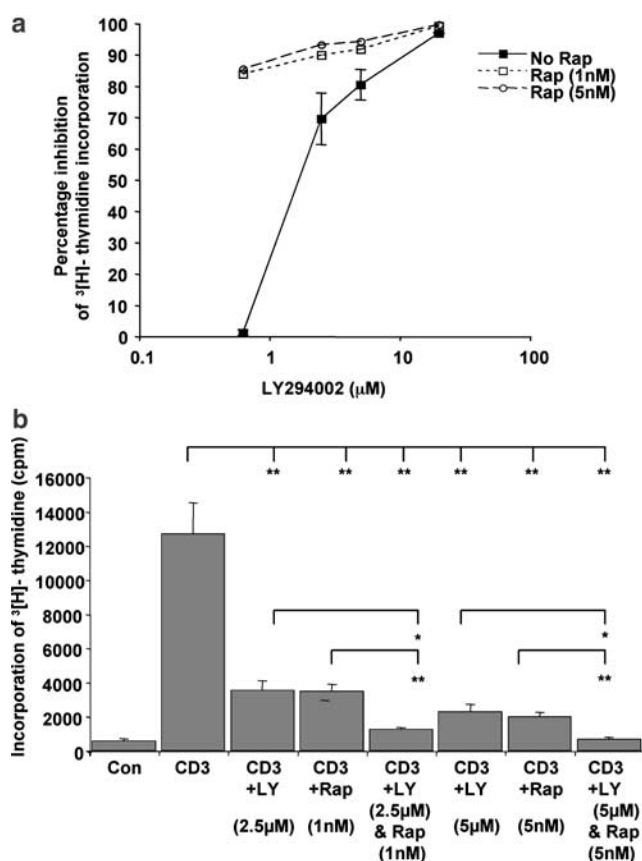 a
Percentage inhibition
of ³[H]- thymidine incorporation
100
90
80
70
60
50
40
30
20
10
0
0.1 1 10 100
LY294002 (µM)
No Rap
Rap (1nM)
Rap (5nM)
b
Incorporation of ³[H]- thymidine (cpm)
16000
14000
12000
10000
8000
6000
4000
2000
0
** ** ** ** ** **
* *
** **
Con CD3 CD3 CD3 CD3 CD3 CD3 CD3
+LY +Rap +LY +LY +Rap +LY
(2.5µM) (1nM) (2.5µM) (5µM) (5nM) (5µM)
& Rap & Rap
(1nM) (5nM)